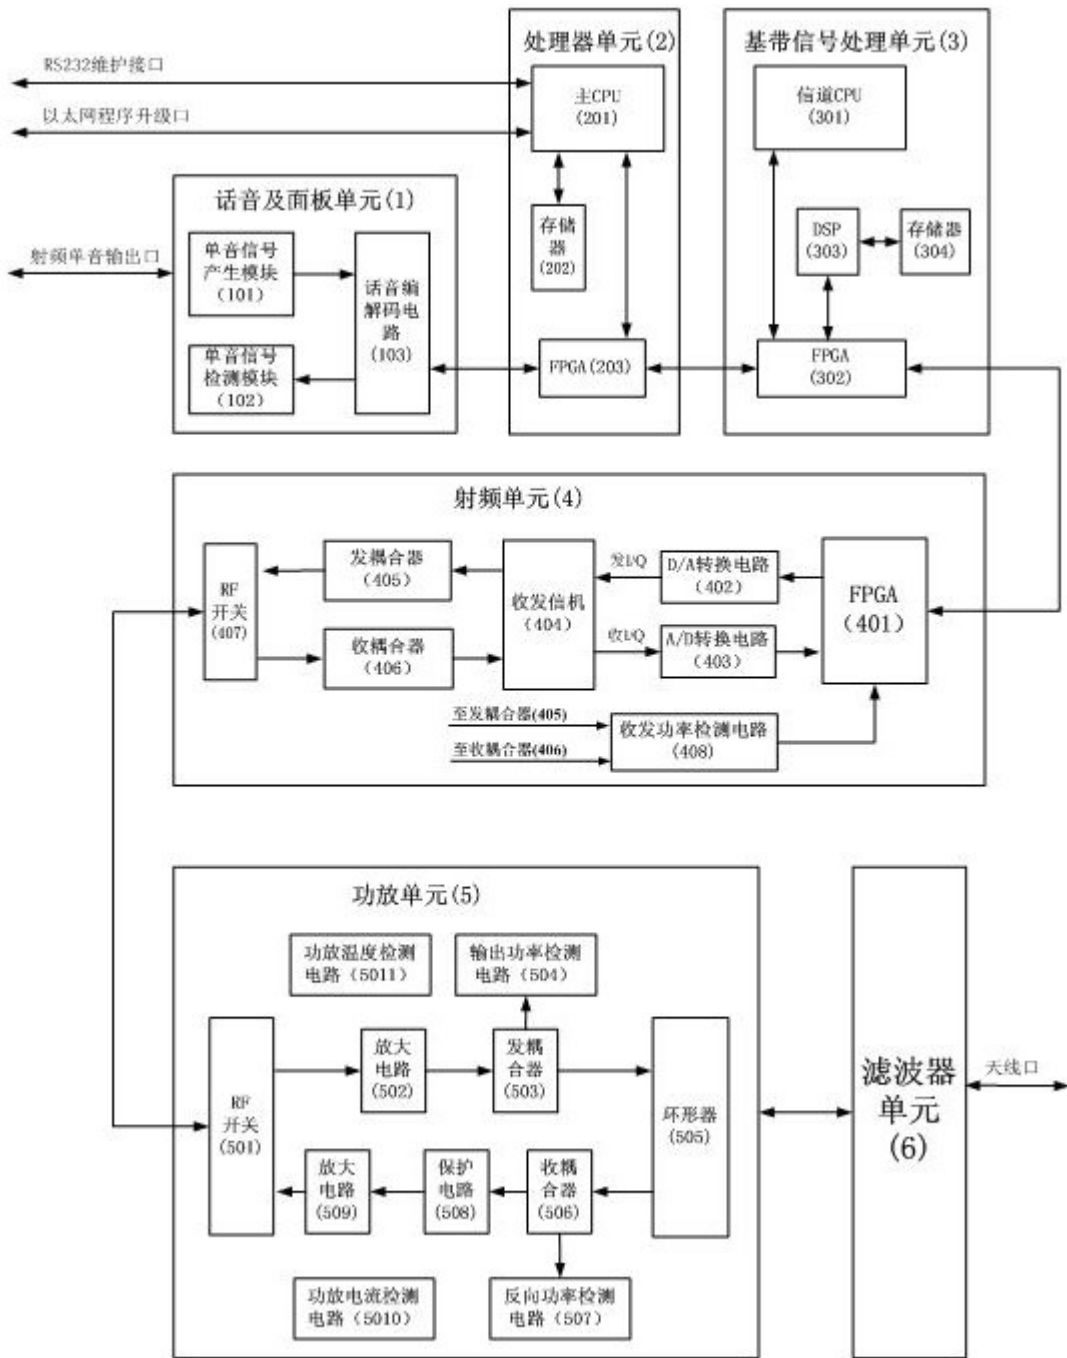 处理器单元(2)
基带信号处理单元(3)
RS232维护接口
以太网程序升级口
主CPU
(201)
信道CPU
(301)
话音及面板单元(1)
射频单音输出口
单音信号
产生模块
(101)
话音编
解码电
路
(103)
单音信号
检测模块
(102)
存储
器
(202)
FPGA(203)
DSP
(303)
存储器
(304)
FPGA
(302)
射频单元(4)
RF
开关
(407)
发耦合器
(405)
收耦合器
(406)
收发信机
(404)
发I/Q
收I/Q
D/A转换电路
(402)
A/D转换电路
(403)
FPGA
(401)
至发耦合器(405)
至收耦合器(406)
收发功率检测电路
(408)
功放单元(5)
功放温度检测
电路（5011）
输出功率检测
电路（504）
RF
开关
(501)
放大
电路
(502)
发耦
合器
(503)
环形器
(505)
放大
电路
(509)
保护
电路
(508)
收耦
合器
(506)
功放电流检测
电路（5010）
反向功率检测
电路（507）
滤波器
单元
(6)
天线口